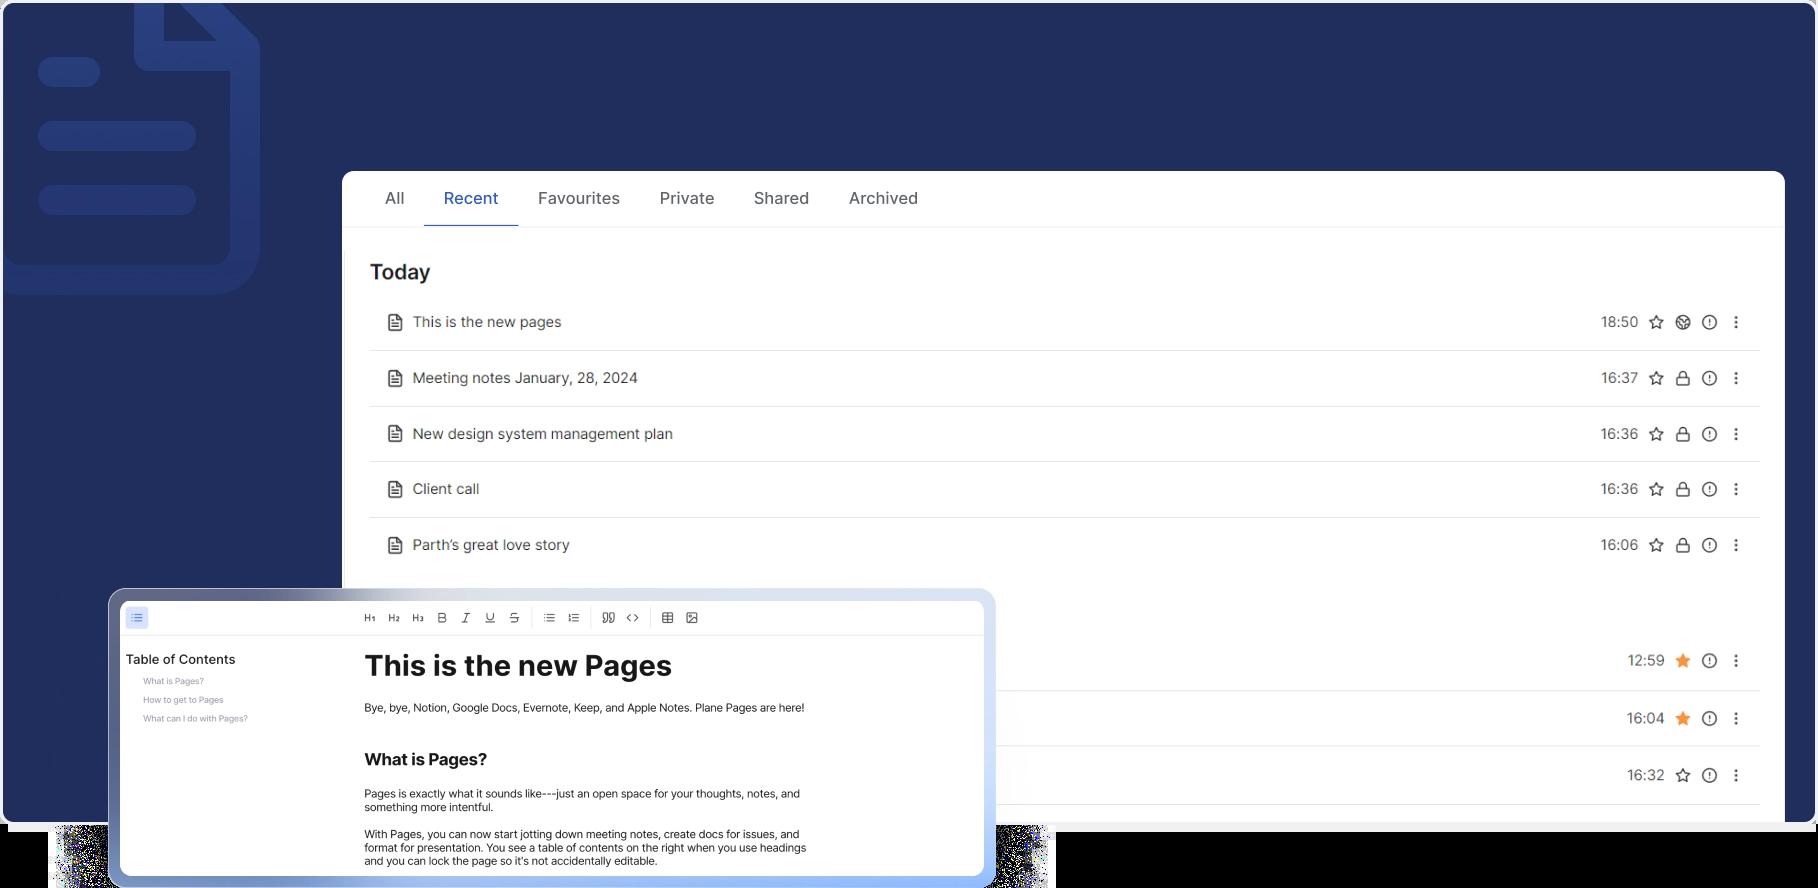 All Recent Favourites Private Shared Archived
Today
This is the new pages 18:50
Meeting notes January, 28, 2024 16:37
New design system management plan 16:36
Client call 16:36
Parth's great love story 16:06
12:59
16:04
16:32
H1 H2 H3 B I U S
Table of Contents
What is Pages?
How to get to Pages
What can I do with Pages?
This is the new Pages
Bye, bye, Notion, Google Docs, Evernote, Keep, and Apple Notes. Plane Pages are here!
What is Pages?
Pages is exactly what it sounds like---just an open space for your thoughts, notes, and
something more intentful.
With Pages, you can now start jotting down meeting notes, create docs for issues, and
format for presentation. You see a table of contents on the right when you use headings
and you can lock the page so it's not accidentally editable.